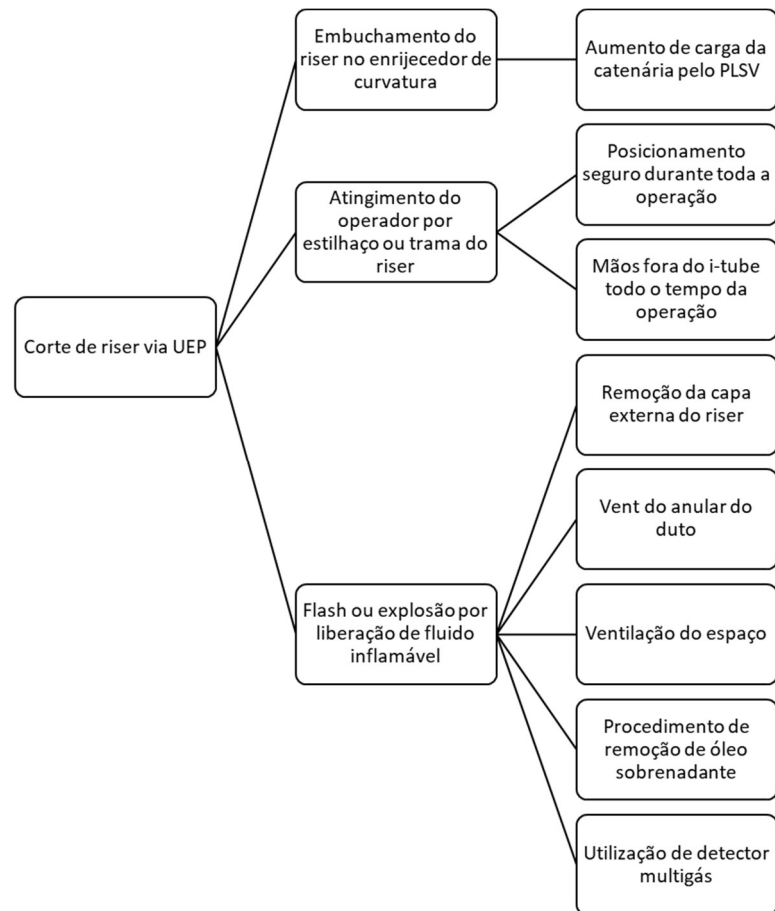 Embuchamento do
riser no enrijecedor de
curvatura
Aumento de carga da
catenária pelo PLSV
Posicionamento
seguro durante toda a
operação
Atingimento do
operador por
estilhaço ou trama do
riser
Mãos fora do i-tube
todo o tempo da
operação
Corte de riser via UEP
Remoção da capa
externa do riser
Vent do anular do
duto
Flash ou explosão por
liberação de fluido
inflamável
Ventilação do espaço
Procedimento de
remoção de óleo
sobrenadante
Utilização de detector
multigás